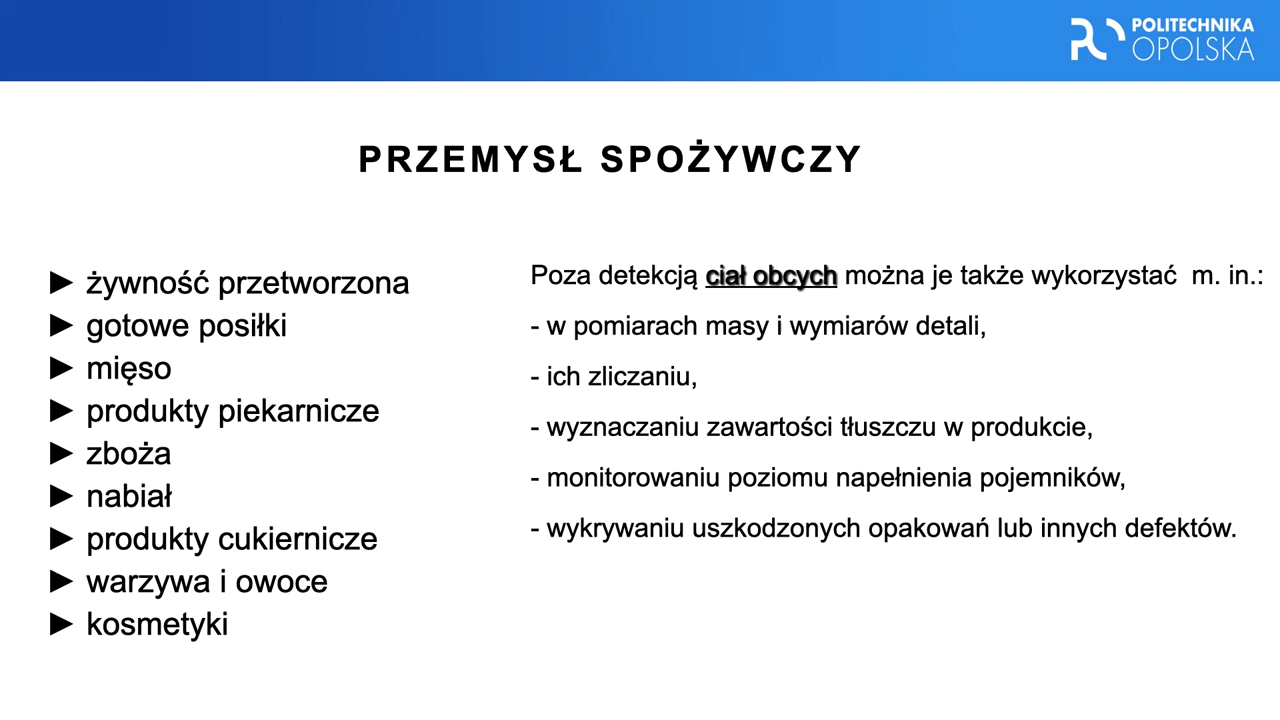 POLITECHNIKA
OPOLSKA
PRZEMYSŁ SPOŻYWCZY
► żywność przetworzona
► gotowe posiłki
► mięso
► produkty piekarnicze
► zboża
► nabiał
► produkty cukiernicze
► warzywa i owoce
► kosmetyki
Poza detekcją ciał obcych można je także wykorzystać m. in.:
- w pomiarach masy i wymiarów detali,
- ich zliczaniu,
- wyznaczaniu zawartości tłuszczu w produkcie,
- monitorowaniu poziomu napełnienia pojemników,
- wykrywaniu uszkodzonych opakowań lub innych defektów.